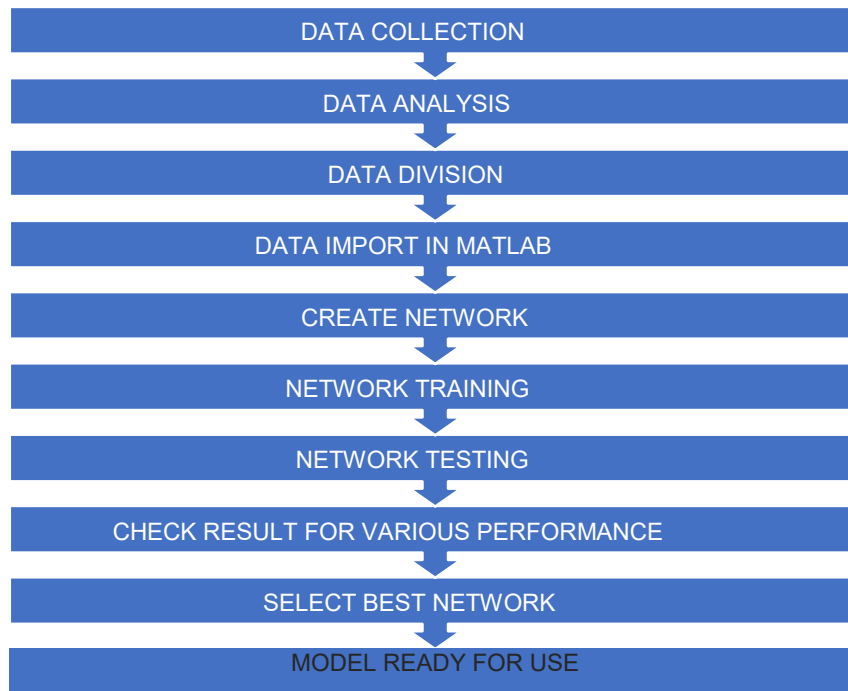 DATA COLLECTION
DATA ANALYSIS
DATA DIVISION
DATA IMPORT IN MATLAB
CREATE NETWORK
NETWORK TRAINING
NETWORK TESTING
CHECK RESULT FOR VARIOUS PERFORMANCE
SELECT BEST NETWORK
MODEL READY FOR USE